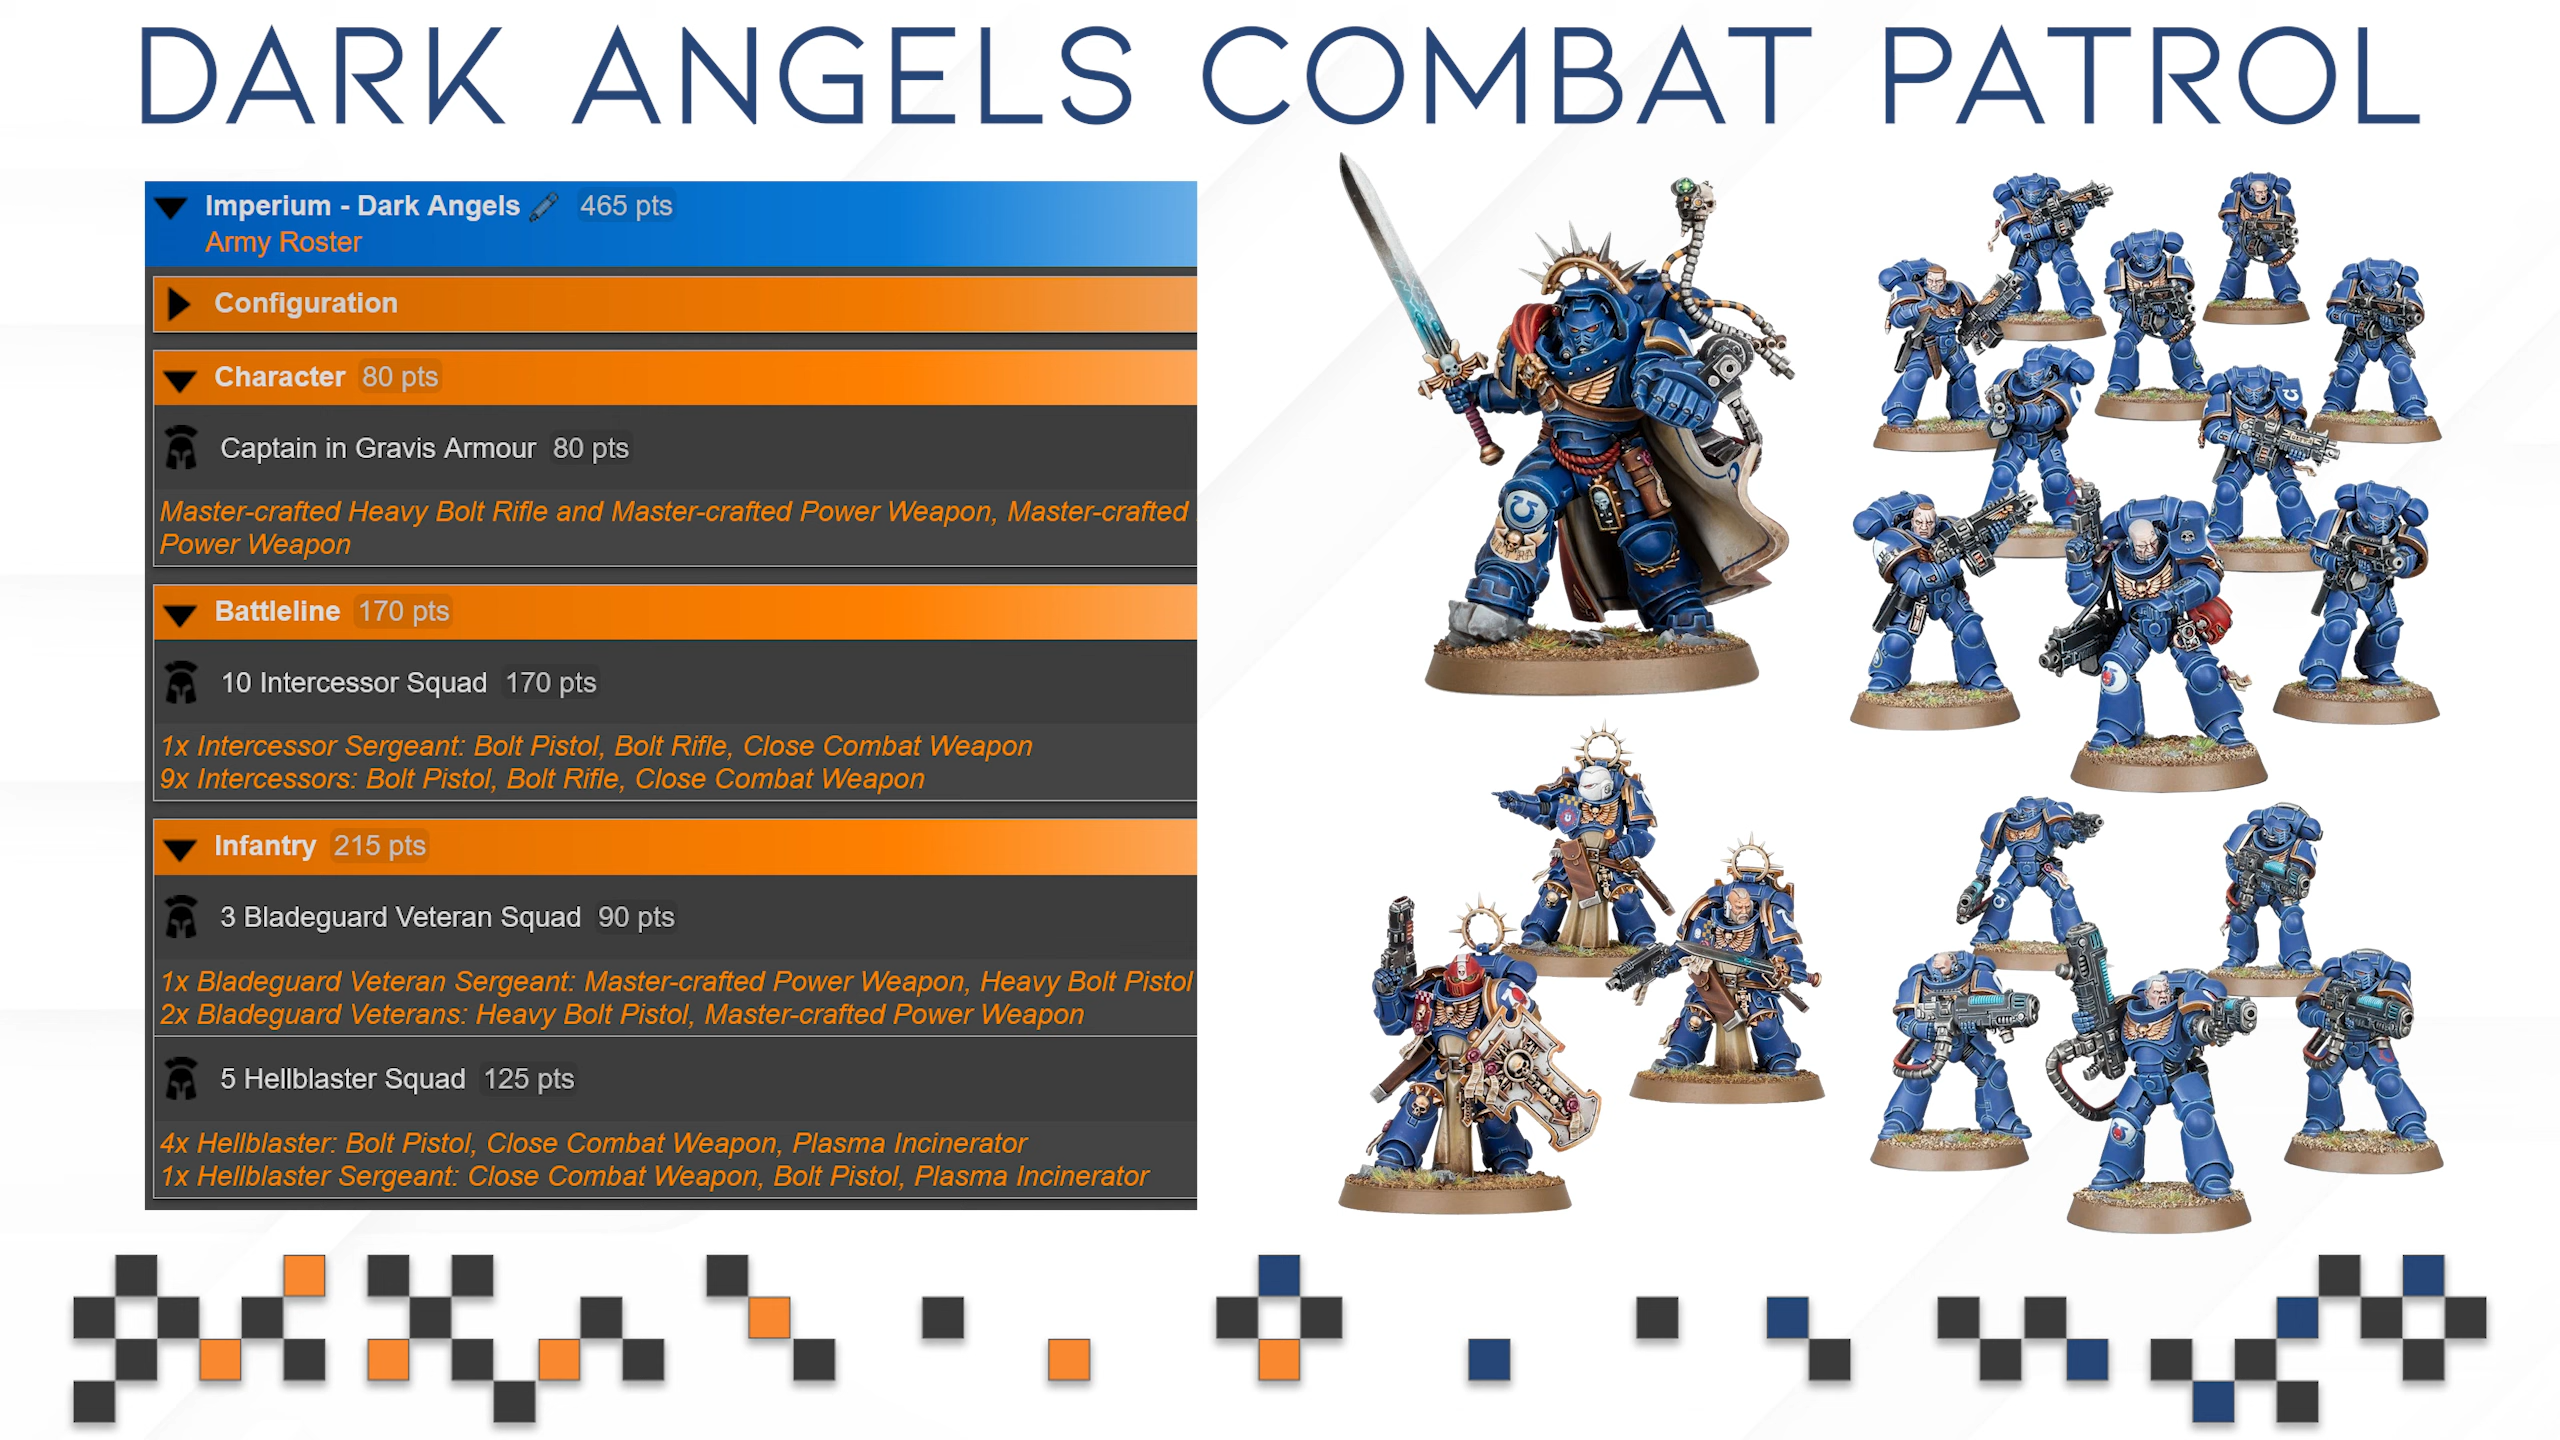 DARK ANGELS COMBAT PATROL
Imperium - Dark Angels 465 pts
Army Roster
Configuration
Character 80 pts
Captain in Gravis Armour 80 pts
Master-crafted Heavy Bolt Rifle and Master-crafted Power Weapon, Master-crafted
Power Weapon
Battleline 170 pts
10 Intercessor Squad 170 pts
1x Intercessor Sergeant: Bolt Pistol, Bolt Rifle, Close Combat Weapon
9x Intercessors: Bolt Pistol, Bolt Rifle, Close Combat Weapon
Infantry 215 pts
3 Bladeguard Veteran Squad 90 pts
1x Bladeguard Veteran Sergeant: Master-crafted Power Weapon, Heavy Bolt Pistol
2x Bladeguard Veterans: Heavy Bolt Pistol, Master-crafted Power Weapon
5 Hellblaster Squad 125 pts
4x Hellblaster: Bolt Pistol, Close Combat Weapon, Plasma Incinerator
1x Hellblaster Sergeant: Close Combat Weapon, Bolt Pistol, Plasma Incinerator